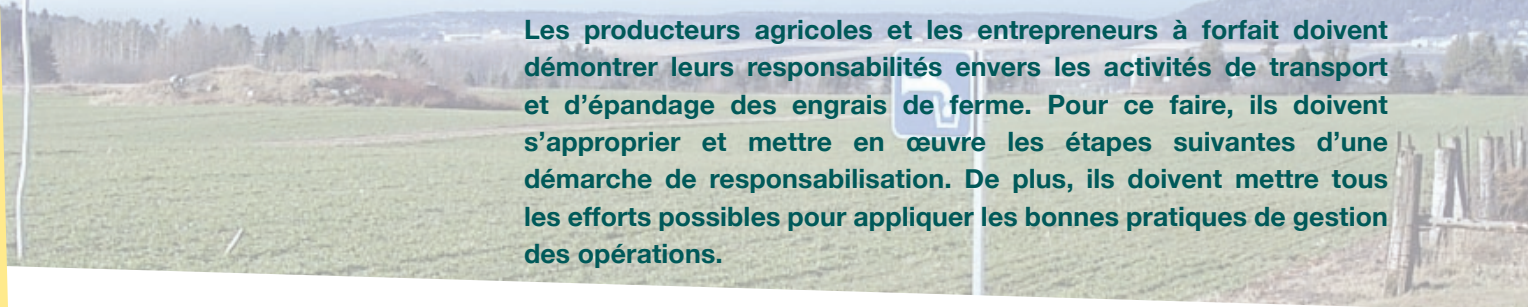 Les producteurs agricoles et les entrepreneurs à forfait doivent
démontrer leurs responsabilités envers les activités de transport
et d'épandage des engrais de ferme. Pour ce faire, ils doivent
s'approprier et mettre en œuvre les étapes suivantes d'une
démarche de responsabilisation. De plus, ils doivent mettre tous
les efforts possibles pour appliquer les bonnes pratiques de gestion
des opérations.